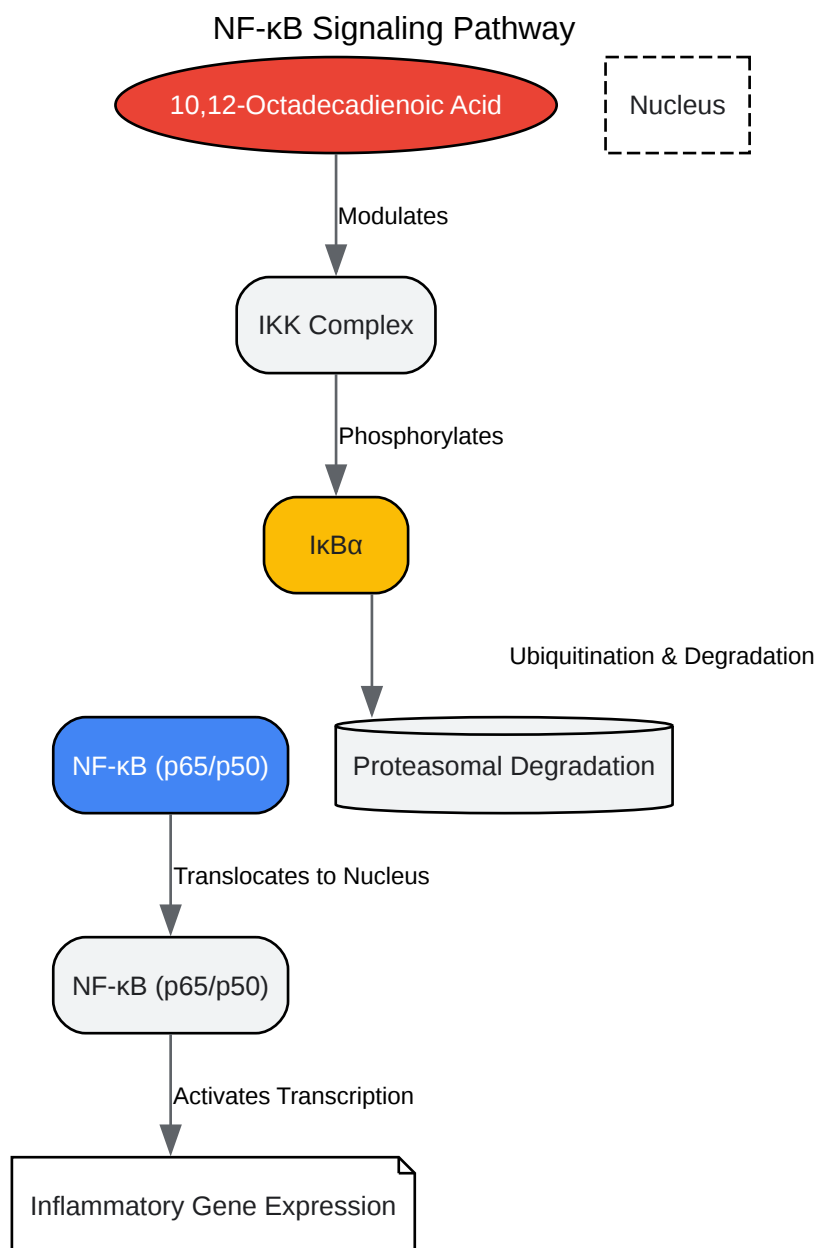 NF-κB Signaling Pathway
10,12-Octadecadienoic Acid
Nucleus
Modulates
IKK Complex
Phosphorylates
IκBα
Ubiquitination & Degradation
NF-κB (p65/p50)
Proteasomal Degradation
Translocates to Nucleus
NF-κB (p65/p50)
Activates Transcription
Inflammatory Gene Expression